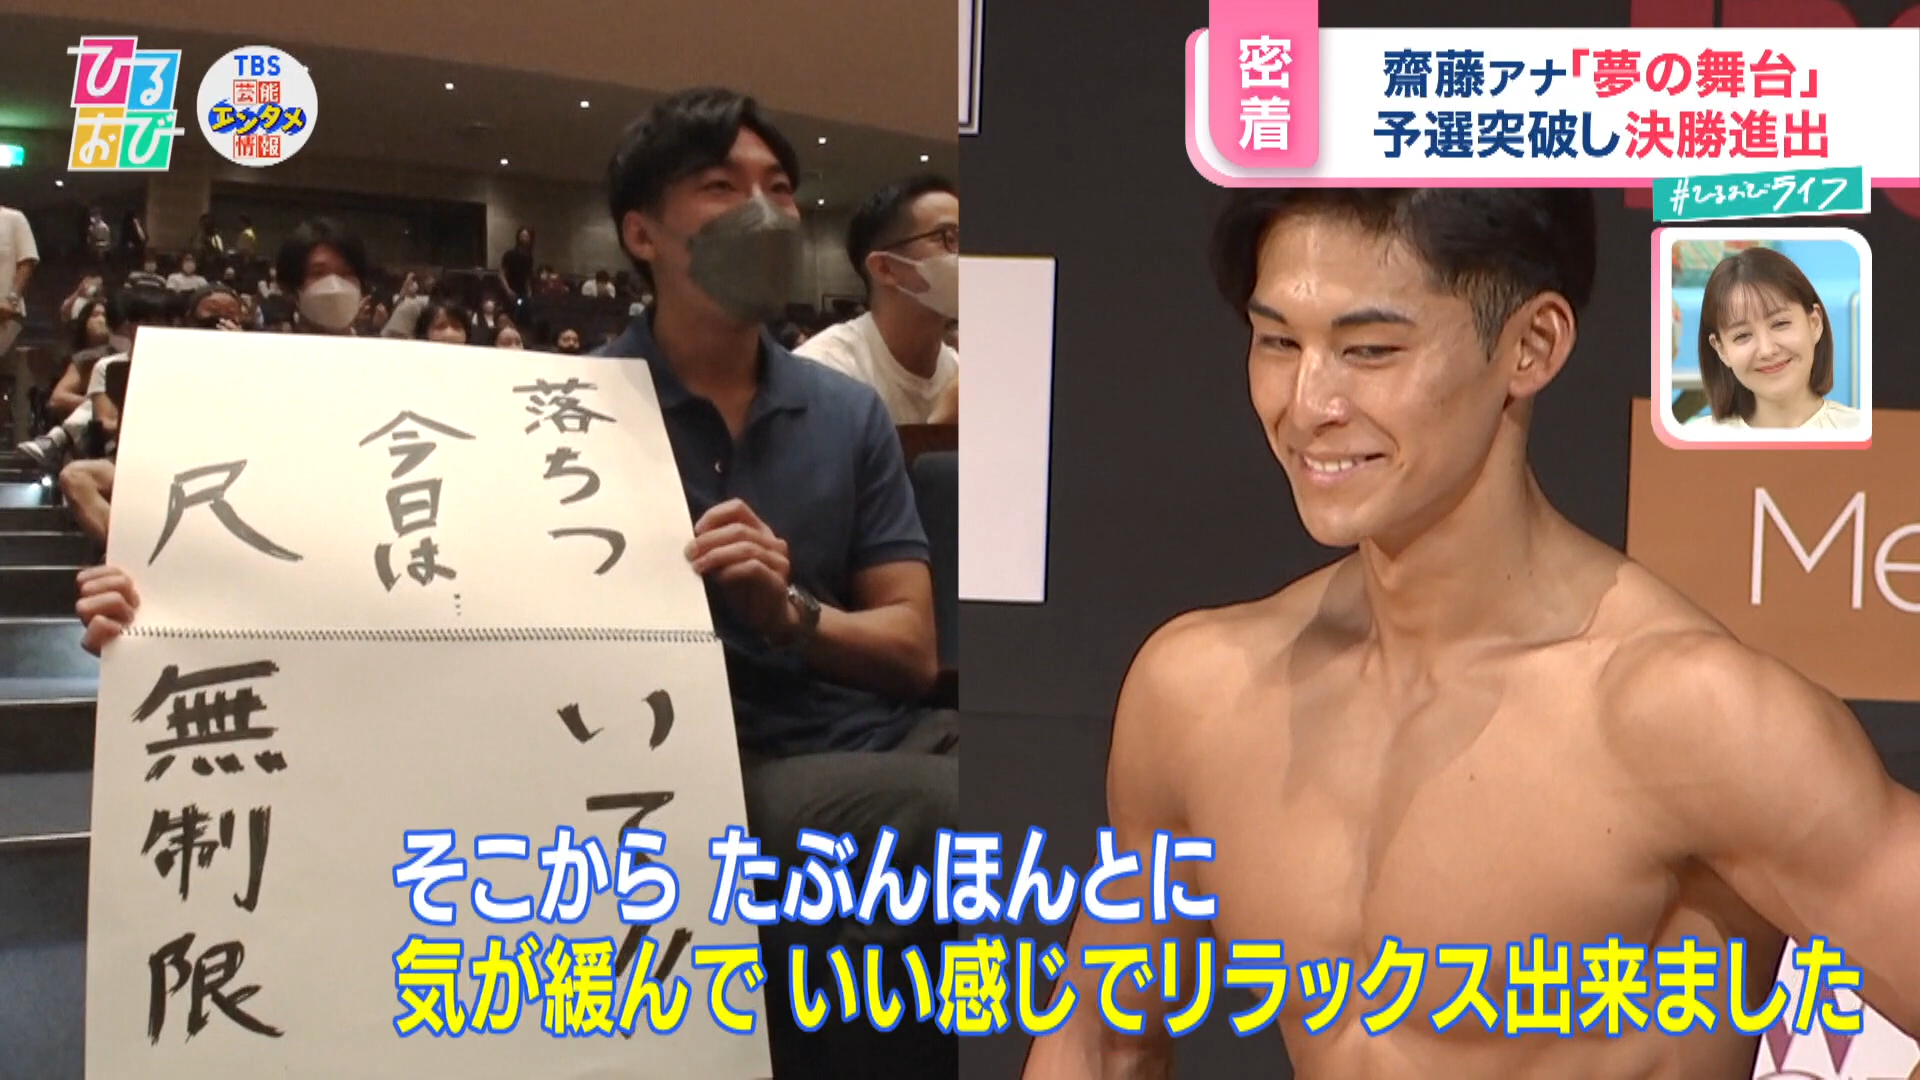 ひるおび
TBS
芸能
エンタメ
情報
密着
齋藤アナ「夢の舞台」
予選突破し決勝進出
#ひるおびライフ
落ちついて!!
今日は…
尺無制限
Me
そこから たぶんほんとに
気が緩んで いい感じでリラックス出来ました